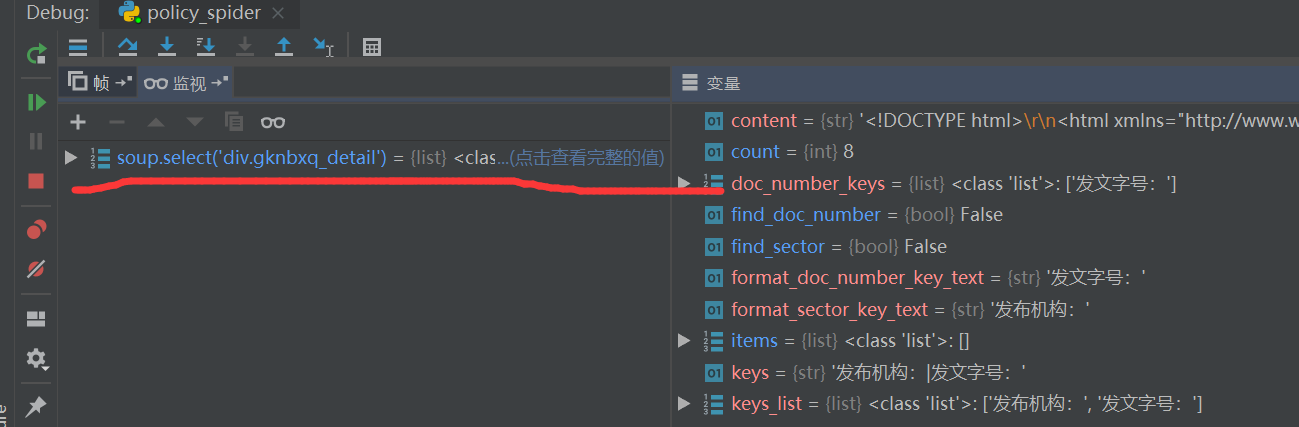 Debug:
policy_spider
帧
监视
变量
soup.select('div.gknbxq_detail') = {list} <clas...(点击查看完整的值)
content = {str} '<!DOCTYPE html>\r\n<html xmlns="http://www.w
count = {int} 8
doc_number_keys = {list} <class 'list'>: ['发文字号：']
find_doc_number = {bool} False
find_sector = {bool} False
format_doc_number_key_text = {str} '发文字号：'
format_sector_key_text = {str} '发布机构：'
items = {list} <class 'list'>: []
keys = {str} '发布机构：|发文字号：'
keys_list = {list} <class 'list'>: ['发布机构：', '发文字号：']